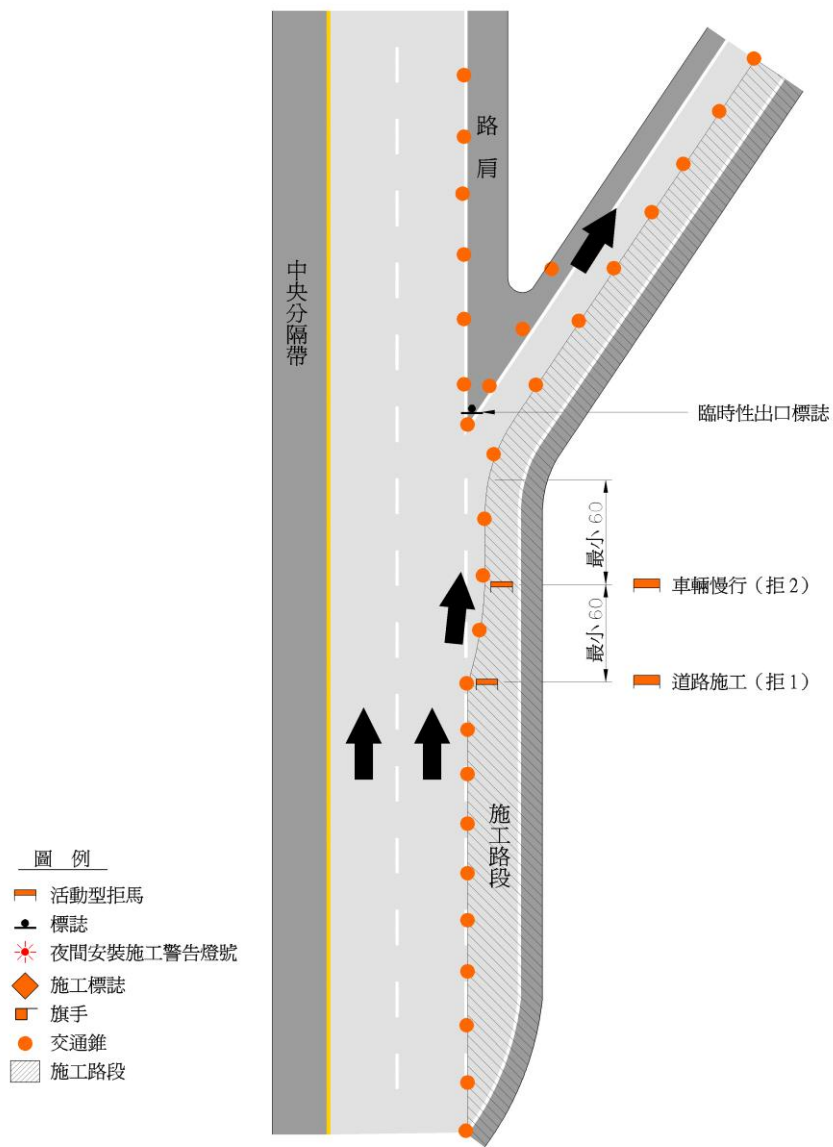 路肩
中央分隔帶
臨時性出口標誌
最小60
車輛慢行（拒2）
最小60
道路施工（拒1）
施工路段
圖 例
活動型拒馬
標誌
夜間安裝施工警告燈號
施工標誌
旗手
交通錐
施工路段